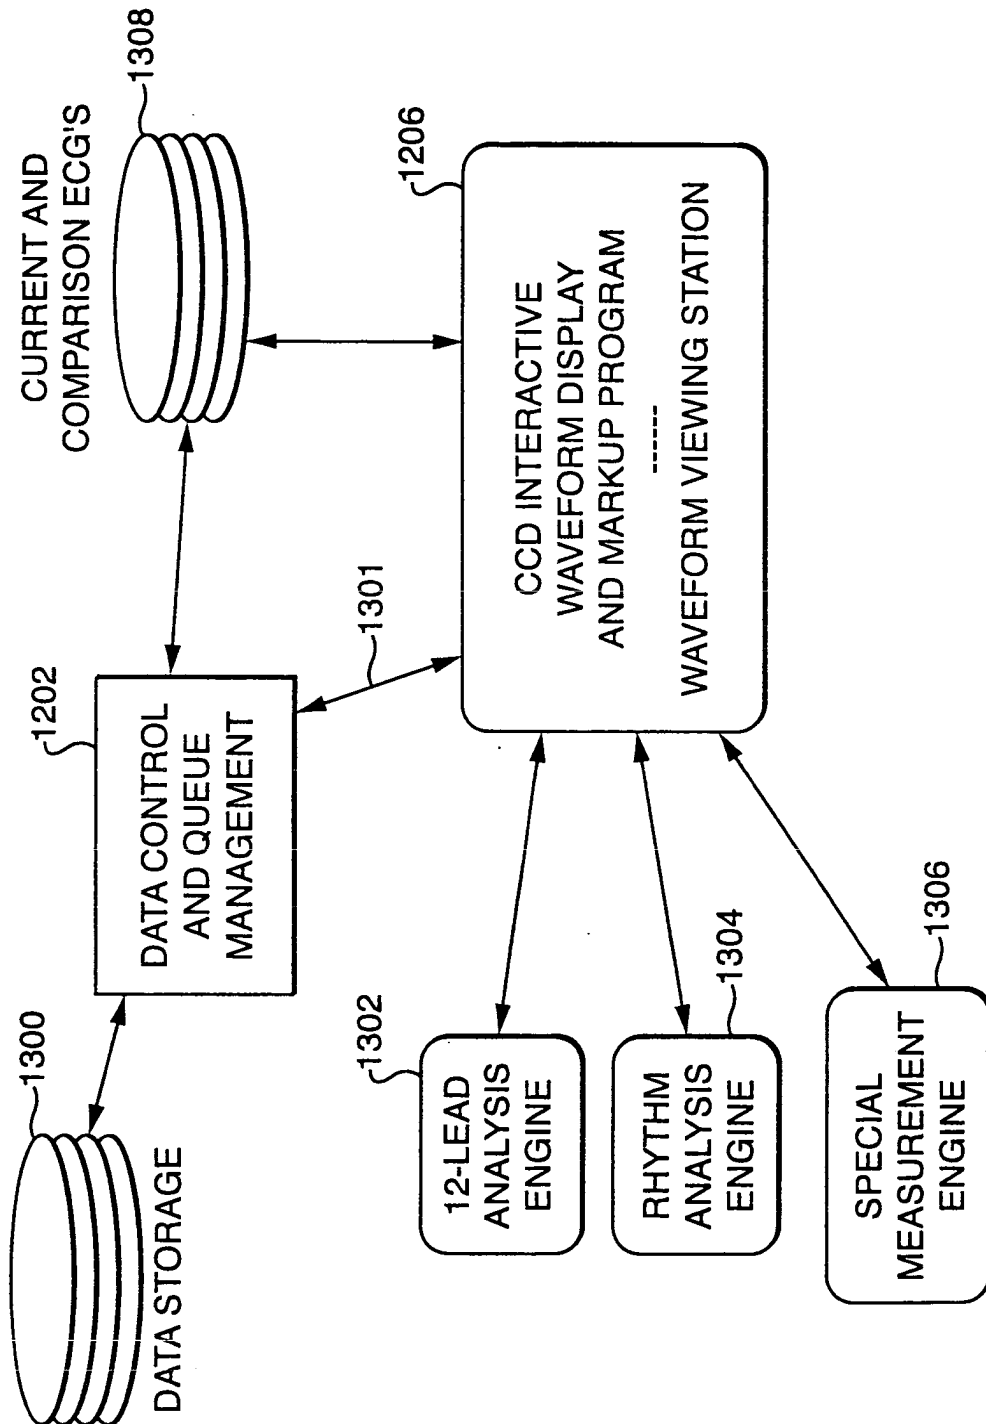 1300
DATA STORAGE
1202
DATA CONTROL
AND QUEUE
MANAGEMENT
CURRENT AND
COMPARISON ECG'S
1308
1301
1302
12-LEAD
ANALYSIS
ENGINE
RHYTHM
ANALYSIS
ENGINE
1304
SPECIAL
MEASUREMENT
ENGINE
1306
1206
CCD INTERACTIVE
WAVEFORM DISPLAY
AND MARKUP PROGRAM
------
WAVEFORM VIEWING STATION